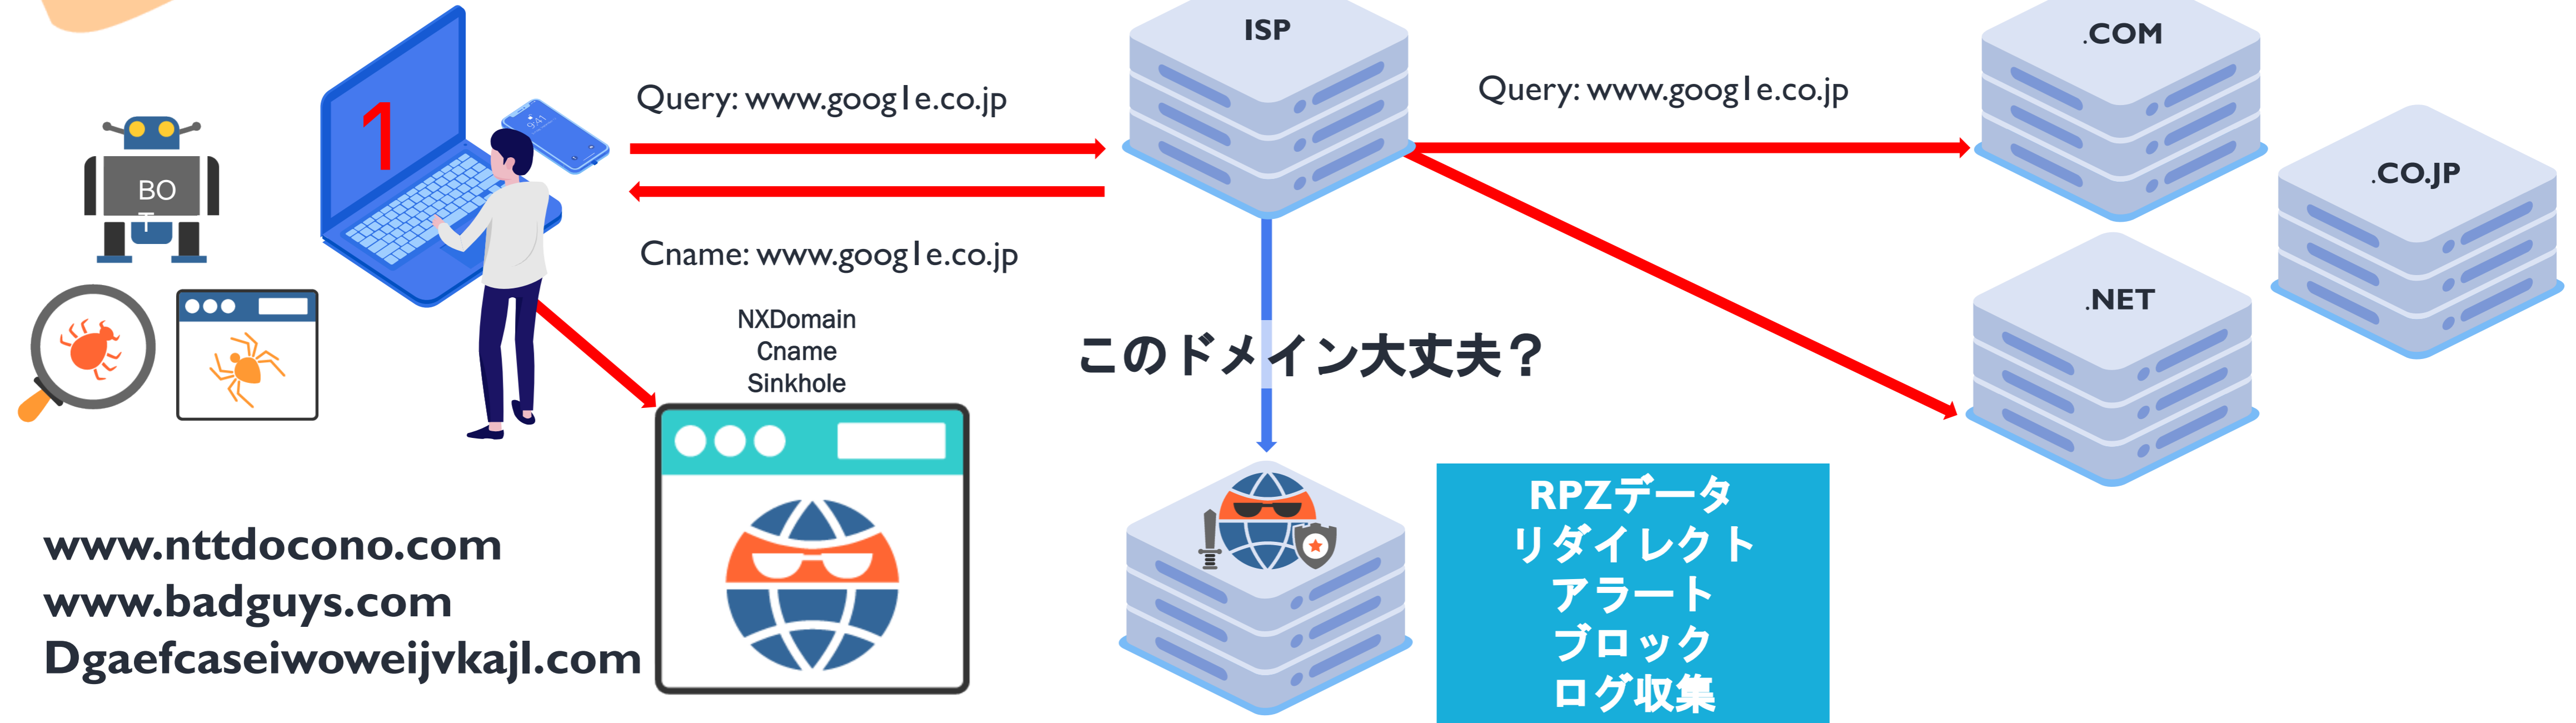 ISP
.COM
Query: www.goog1e.co.jp
Query: www.goog1e.co.jp
1
9:41
.CO.JP
BO
T
Cname: www.goog1e.co.jp
.NET
NXDomain
Cname
Sinkhole
このドメイン大丈夫？
RPZデータ
リダイレクト
アラート
ブロック
ログ収集
www.nttdocono.com
www.badguys.com
Dgaefcaseiwoweijvkajl.com